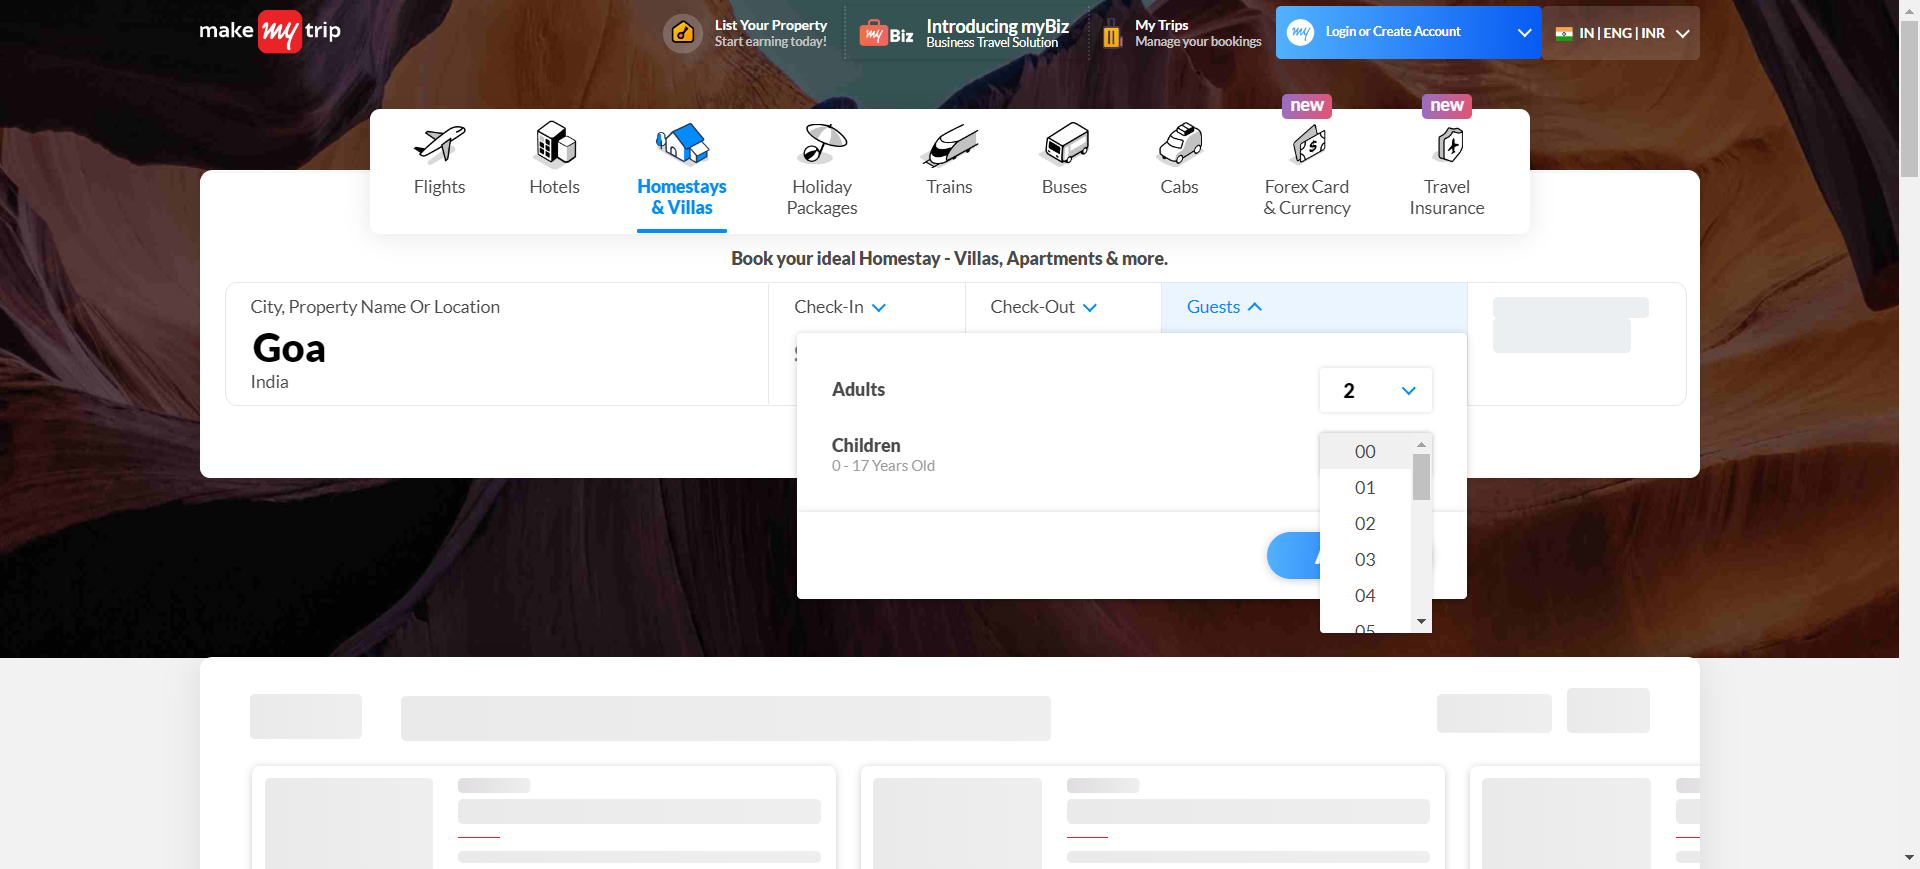 make my trip
List Your Property
Start earning today!
my Biz
Introducing myBiz
Business Travel Solution
My Trips
Manage your bookings
my
Login or Create Account
IN | ENG | INR
new
new
Flights
Hotels
Homestays
& Villas
Holiday
Packages
Trains
Buses
Cabs
Forex Card
& Currency
Travel
Insurance
Book your ideal Homestay - Villas, Apartments & more.
City, Property Name Or Location
Goa
India
Check-In
Check-Out
Guests
Adults
2
Children
0 - 17 Years Old
00
01
02
03
04
05